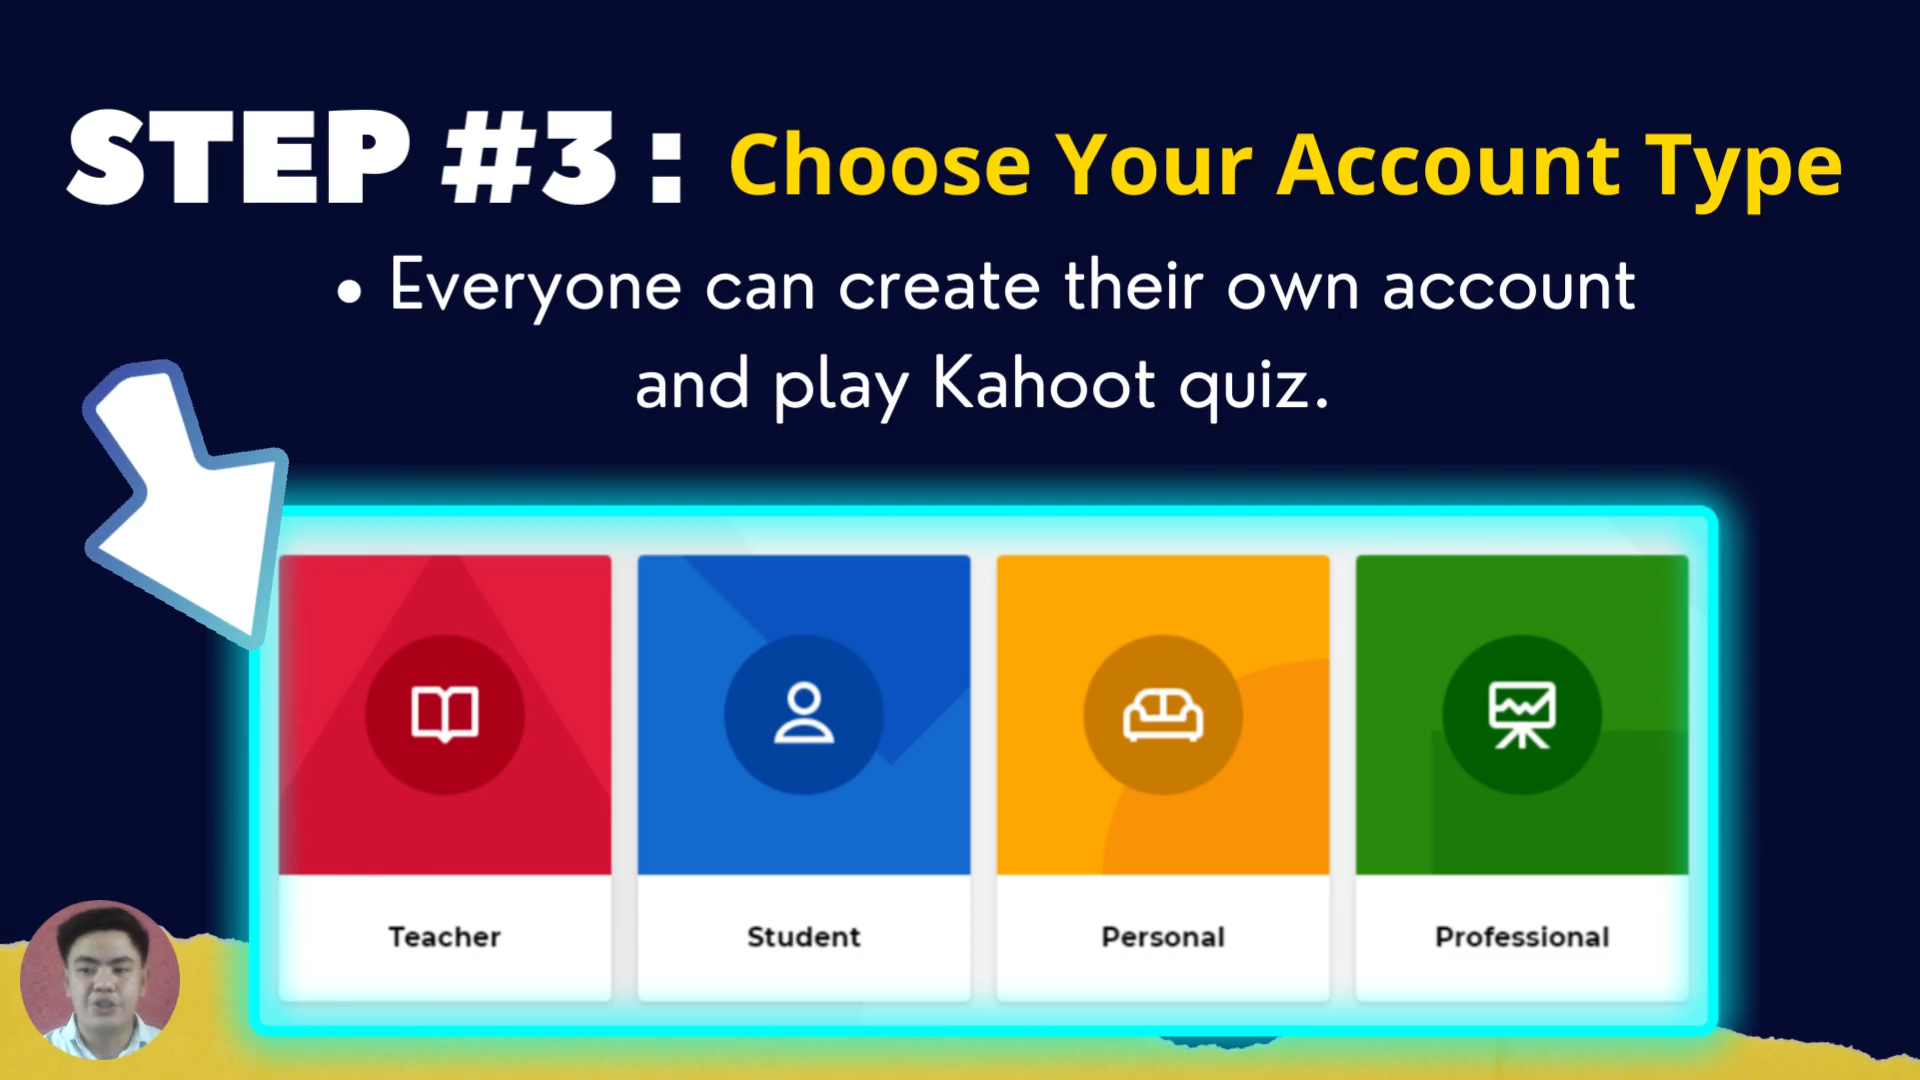 STEP #3 : Choose Your Account Type
• Everyone can create their own account
and play Kahoot quiz.
Teacher
Student
Personal
Professional